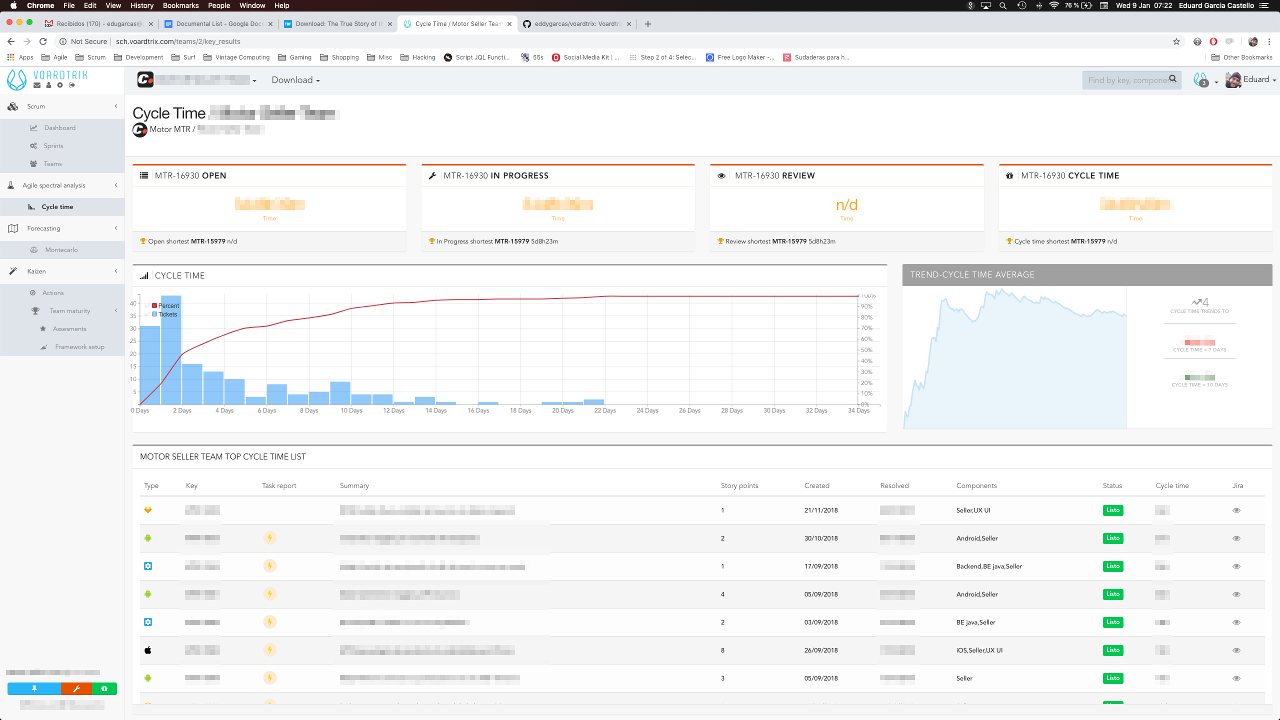 Chrome File Edit View History Bookmarks People Window Help 76 % Wed 9 Jan 07:22 Eduard Garcia Castello
Recibidos (170) - edugarcas@ Documental List - Google Doc Download: The True Story of t Cycle Time / Motor Seller Team eddygarcas/voardtrix: Voardtri
Not Secure | sch.voardtrix.com/teams/2/key_results
Apps Agile Scrum Development Surf Vintage Computing Gaming Shopping Misc Hacking Script JQL Functi... 55s Social Media Kit |... Step 2 of 4: Selec... Free Logo Maker -... Sudaderas para h... Other Bookmarks
VOARDTRIX
Download
Find by key, compone
3
Eduard
Scrum
Dashboard
Sprints
Teams
Agile spectral analysis
Cycle time
Forecasting
Montecarlo
Kaizen
Actions
Team maturity
Assesments
Framework setup
Cycle Time /
Motor MTR /
MTR-16930 OPEN
Time
Open shortest MTR-15979 n/d
MTR-16930 IN PROGRESS
Time
In Progress shortest MTR-15979 5d8h23m
MTR-16930 REVIEW
n/d
Time
Review shortest MTR-15979 5d8h23m
MTR-16930 CYCLE TIME
Time
Cycle time shortest MTR-15979 n/d
CYCLE TIME
Percent
Tickets
40
35
30
25
20
15
10
5
100%
90%
80%
70%
60%
50%
40%
30%
20%
10%
0%
0 Days 2 Days 4 Days 6 Days 8 Days 10 Days 12 Days 14 Days 16 Days 18 Days 20 Days 22 Days 24 Days 26 Days 28 Days 30 Days 32 Days 34 Days
TREND-CYCLE TIME AVERAGE
4
CYCLE TIME TRENDS TO
CYCLE TIME < 7 DAYS
CYCLE TIME > 10 DAYS
MOTOR SELLER TEAM TOP CYCLE TIME LIST
Type Key Task report Summary Story points Created Resolved Components Status Cycle time Jira
1 21/11/2018 Seller,UX UI Listo
2 30/10/2018 Android,Seller Listo
1 17/09/2018 Backend,BE java,Seller Listo
4 05/09/2018 Android,Seller Listo
2 03/09/2018 BE java,Seller Listo
8 26/09/2018 iOS,Seller,UX UI Listo
3 05/09/2018 Seller Listo